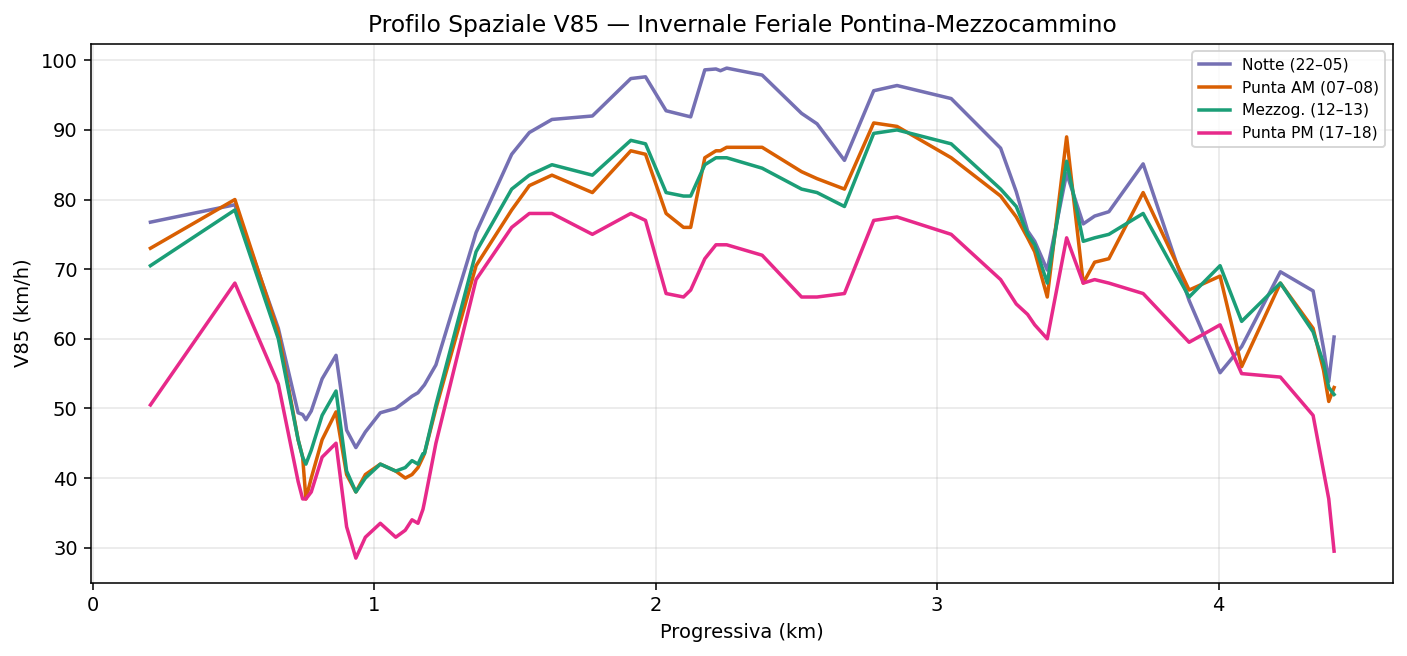 Profilo Spaziale V85 — Invernale Feriale Pontina-Mezzocammino
V85 (km/h)
100
90
80
70
60
50
40
30
0
1
2
3
4
Progressiva (km)
Notte (22–05)
Punta AM (07–08)
Mezzog. (12–13)
Punta PM (17–18)